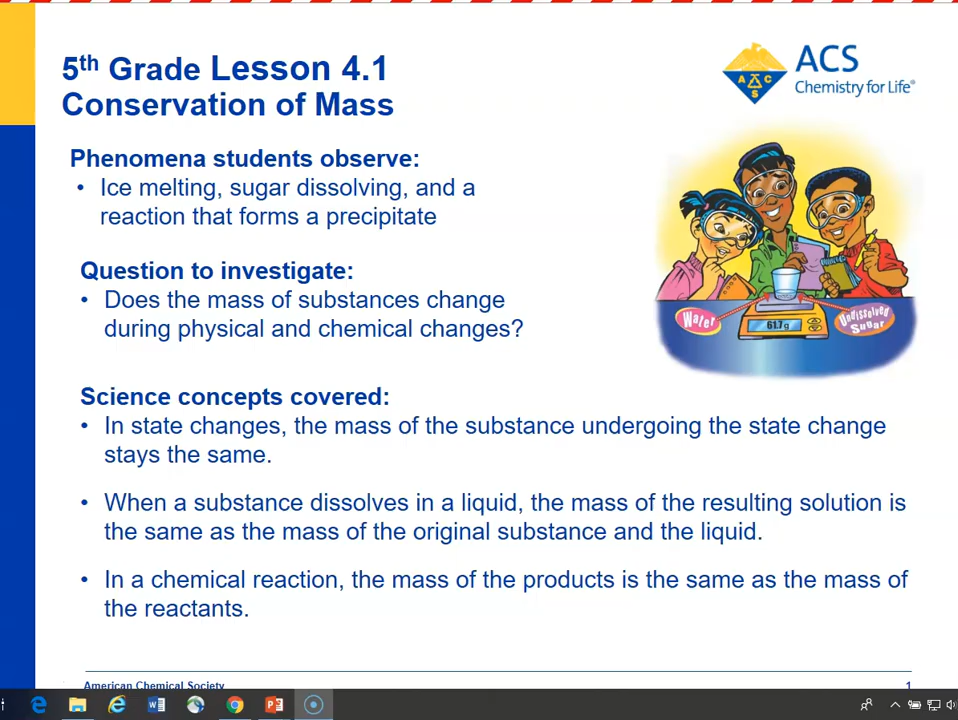 5th Grade Lesson 4.1
Conservation of Mass
ACS
Chemistry for Life®
A C
S
Phenomena students observe:
• Ice melting, sugar dissolving, and a
reaction that forms a precipitate
Question to investigate:
• Does the mass of substances change
during physical and chemical changes?
Water
61.7g
Undissolved
Sugar
Science concepts covered:
• In state changes, the mass of the substance undergoing the state change
stays the same.
• When a substance dissolves in a liquid, the mass of the resulting solution is
the same as the mass of the original substance and the liquid.
• In a chemical reaction, the mass of the products is the same as the mass of
the reactants.
American Chemical Society 1